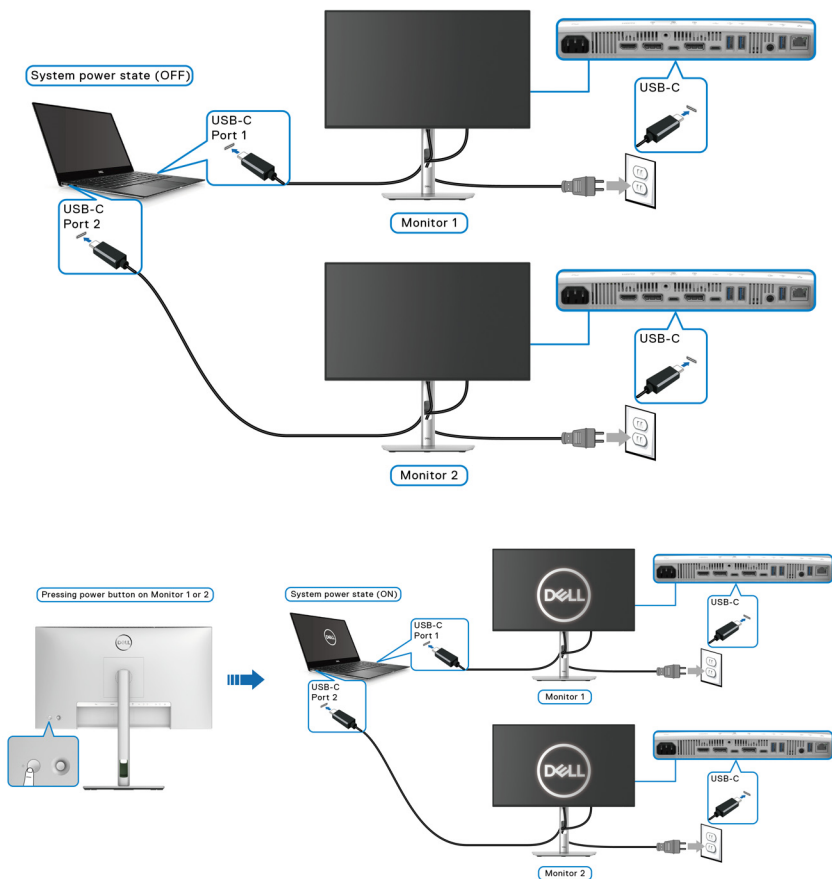 System power state (OFF)
USB-C
Port 1
USB-C
Monitor 1
USB-C
Port 2
USB-C
Monitor 2
Pressing power button on Monitor 1 or 2
DELL
System power state (ON)
DELL
USB-C
Port 1
DELL
USB-C
Monitor 1
USB-C
Port 2
DELL
USB-C
Monitor 2